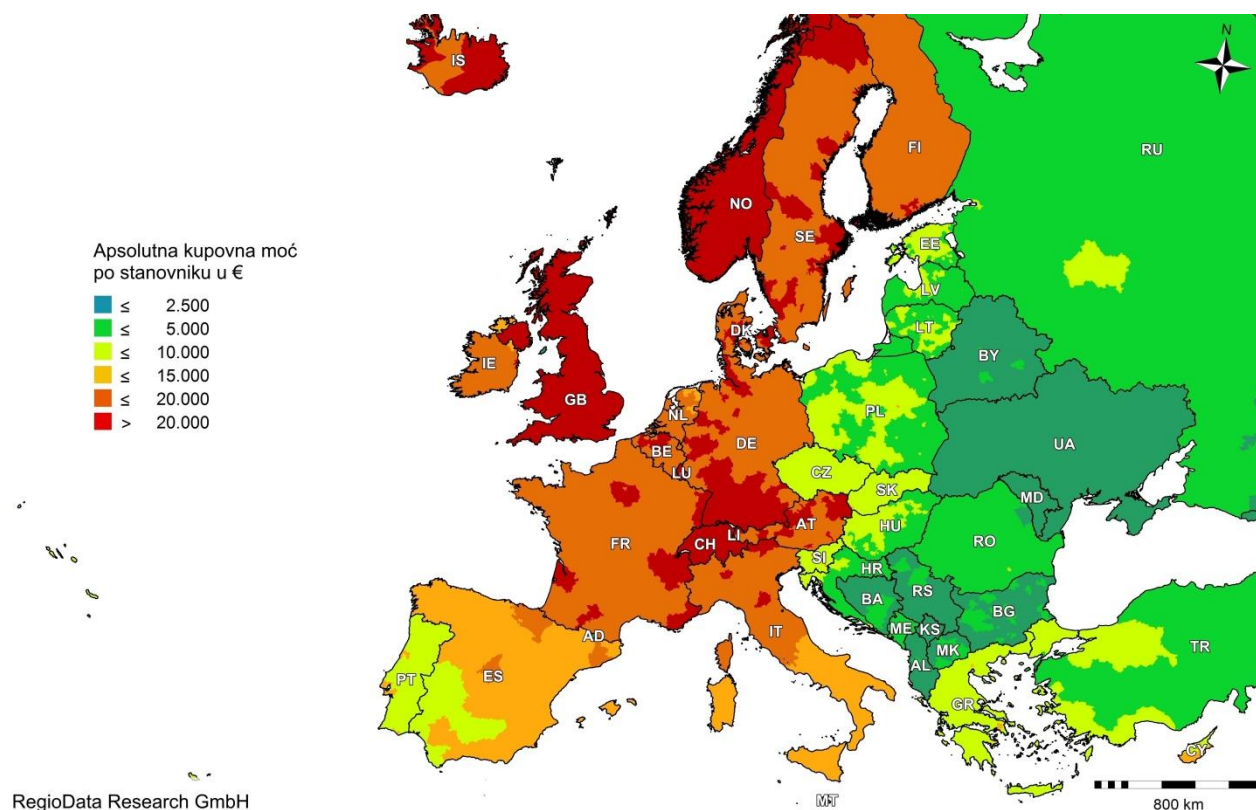 N
IS
NO
SE
FI
RU
EE
LV
LT
DK
IE
GB
NL
BE
LU
DE
PL
BY
UA
CZ
SK
MD
FR
CH
LI
AT
HU
RO
SI
HR
BA
RS
BG
ME
KS
MK
AL
IT
AD
ES
PT
GR
TR
CY
MT
Apsolutna kupovna moć
po stanovniku u €
≤ 2.500
≤ 5.000
≤ 10.000
≤ 15.000
≤ 20.000
> 20.000
RegioData Research GmbH
800 km